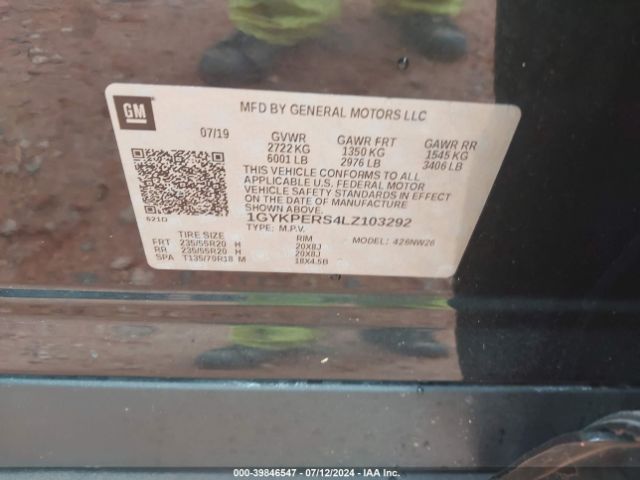 GM
MFD BY GENERAL MOTORS LLC
07/19 GVWR GAWR FRT GAWR RR
2722 KG 1350 KG 1545 KG
6001 LB 2976 LB 3406 LB
THIS VEHICLE CONFORMS TO ALL
APPLICABLE U.S. FEDERAL MOTOR
VEHICLE SAFETY STANDARDS IN EFFECT
ON THE DATE OF MANUFACTURE.
1GYKPERS4LZ103292
621D TYPE: M.P.V. MODEL: 426NW26
TIRE SIZE RIM
FRT 235/55R20 H 20X8J
RR 235/55R20 H 20X8J
SPA T135/70R18 M 18X4.5B
00-39846547 - 07/12/2024 - IAA Inc.